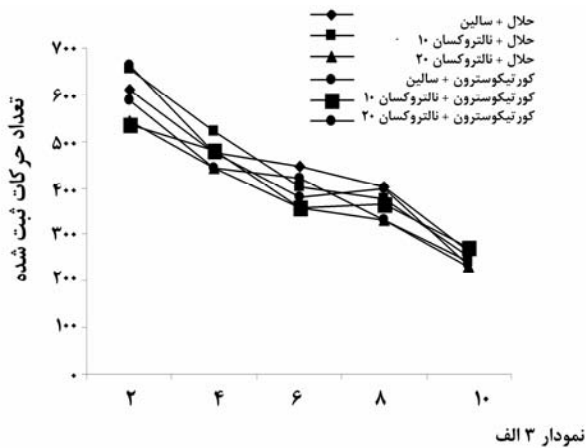 حلال + سالین
حلال + نالتروکسان ۱۰
حلال + نالتروکسان ۲۰
کورتیکوسترون + سالین
کورتیکوسترون + نالتروکسان ۱۰
کورتیکوسترون + نالتروکسان ۲۰
تعداد حرکات ثبت شده
۷۰۰
۶۰۰
۵۰۰
۴۰۰
۳۰۰
۲۰۰
۱۰۰
۰
۲ ۴ ۶ ۸ ۱۰
نمودار ۳ الف